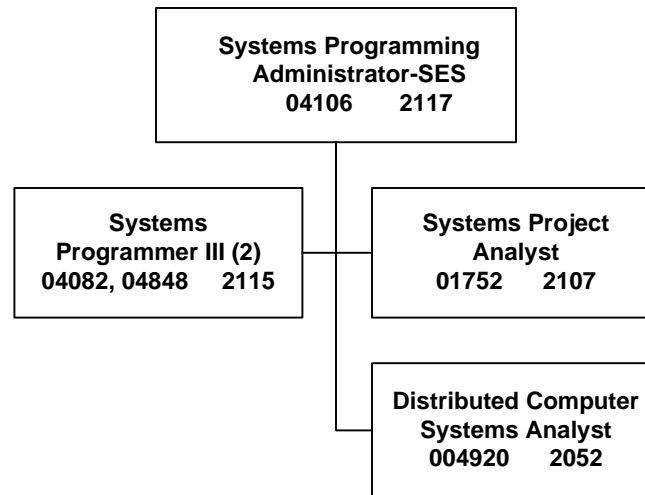 Systems Programming
Administrator-SES
04106 2117
Systems
Programmer III (2)
04082, 04848 2115
Systems Project
Analyst
01752 2107
Distributed Computer
Systems Analyst
004920 2052